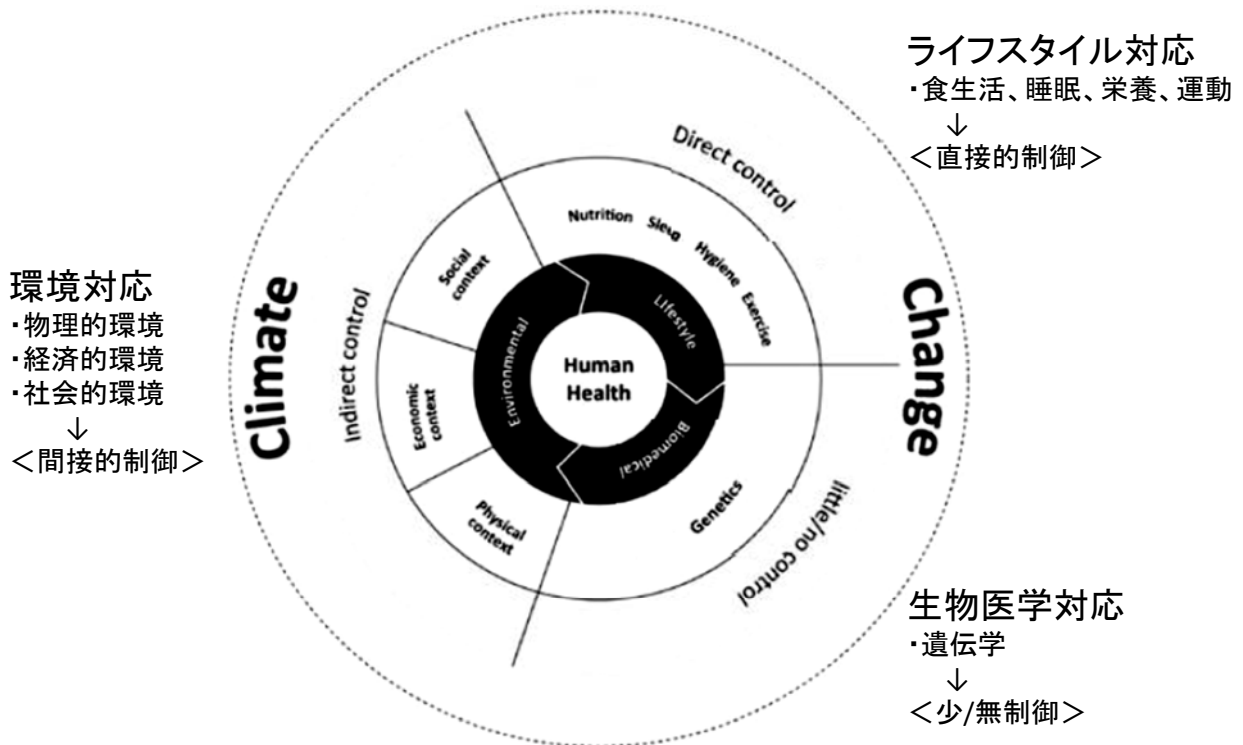 ライフスタイル対応
・食生活、睡眠、栄養、運動
↓
＜直接的制御＞
環境対応
・物理的環境
・経済的環境
・社会的環境
↓
＜間接的制御＞
Climate
Change
Direct control
Indirect control
little/no control
Nutrition
Hygiene
Exercise
Social
context
Economic
context
Physical
context
Genetics
Environmental
Lifestyle
Biomedical
Human
Health
生物医学対応
・遺伝学
↓
＜少/無制御＞